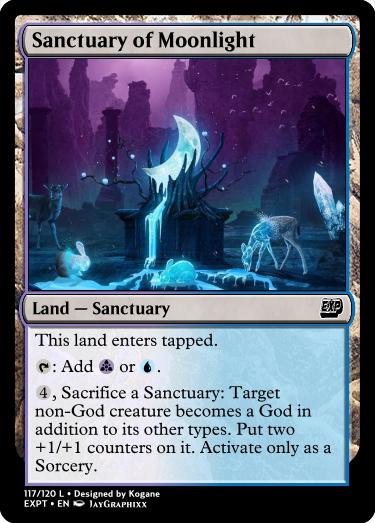 Sanctuary of Moonlight
Land — Sanctuary
EXP
This land enters tapped.
: Add or .
4, Sacrifice a Sanctuary: Target
non-God creature becomes a God in
addition to its other types. Put two
+1/+1 counters on it. Activate only as a
Sorcery.
117/120 L • Designed by Kogane
EXPT • EN JayGraphixx